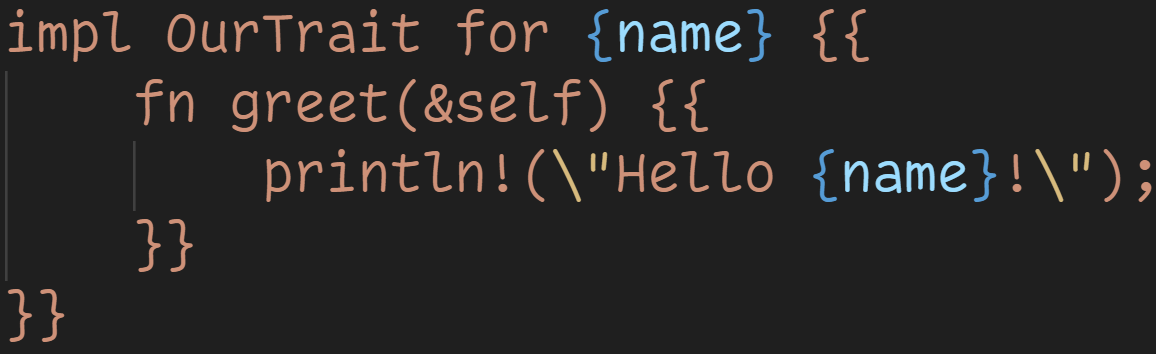 impl OurTrait for {name} {{
    fn greet(&self) {{
        println!(\"Hello {name}!\");
    }}
}}